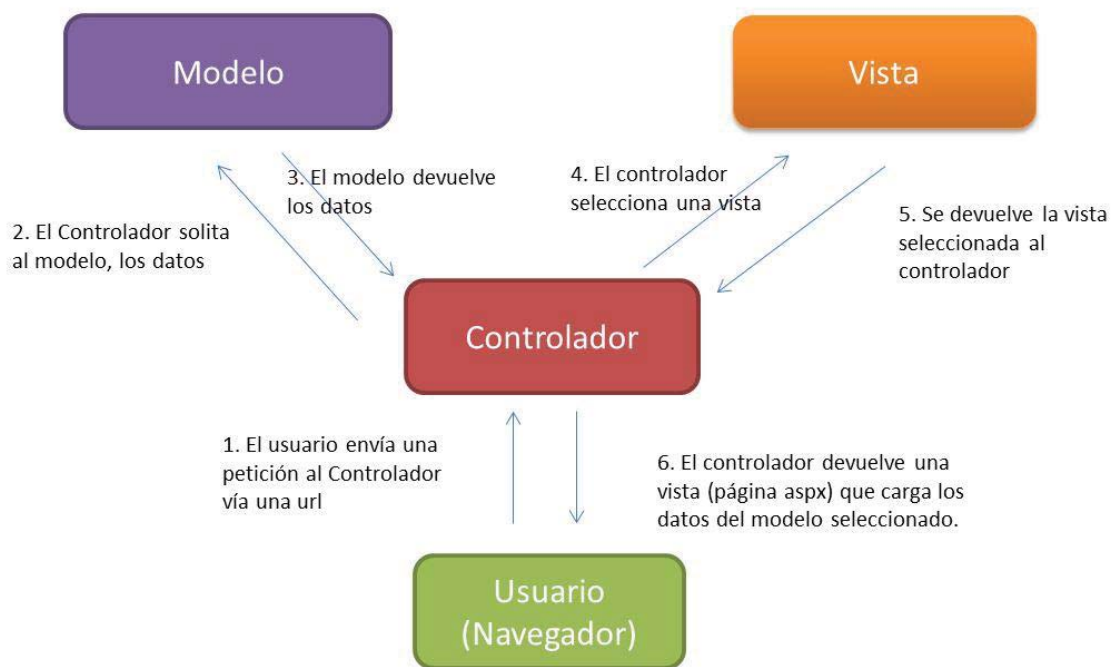 Modelo
Vista
3. El modelo devuelve
los datos
4. El controlador
selecciona una vista
2. El Controlador solita
al modelo, los datos
5. Se devuelve la vista
seleccionada al
controlador
Controlador
1. El usuario envía una
petición al Controlador
vía una url
6. El controlador devuelve una
vista (página aspx) que carga los
datos del modelo seleccionado.
Usuario
(Navegador)